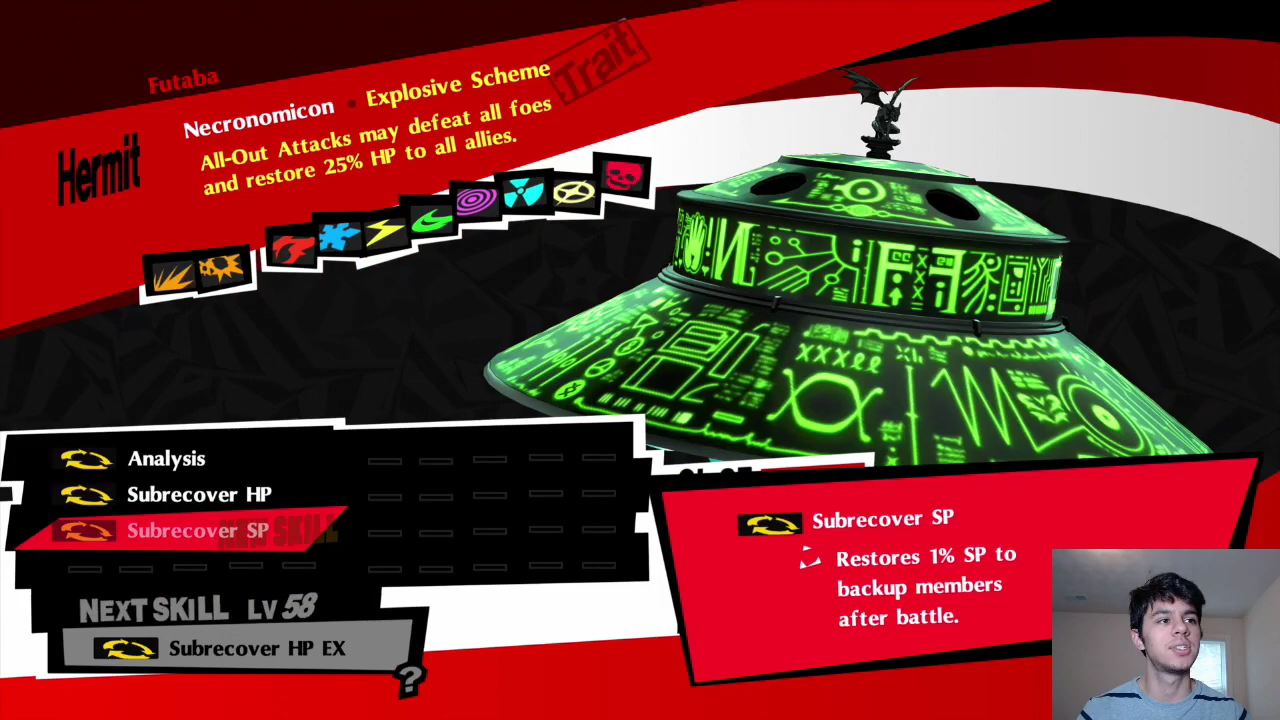 Futaba
Hermit
Necronomicon • Explosive Scheme
Trait
All-Out Attacks may defeat all foes
and restore 25% HP to all allies.
Analysis
Subrecover HP
Subrecover SP
NEW SKILL
NEXT SKILL LV 58
Subrecover HP EX
?
Subrecover SP
Restores 1% SP to
backup members
after battle.